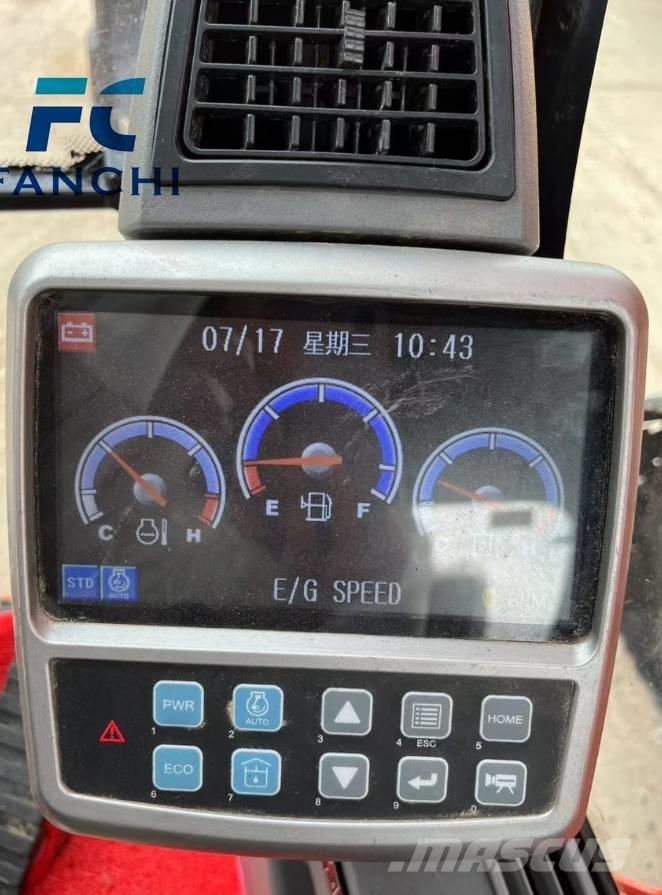 FC
FANCHI
07/17 星期三 10:43
E F
C H
STD AUTO
E/G SPEED
RPM
PWR AUTO HOME
1 2 3 4 ESC 5
ECO
6 7 8 9 0
MASCUS